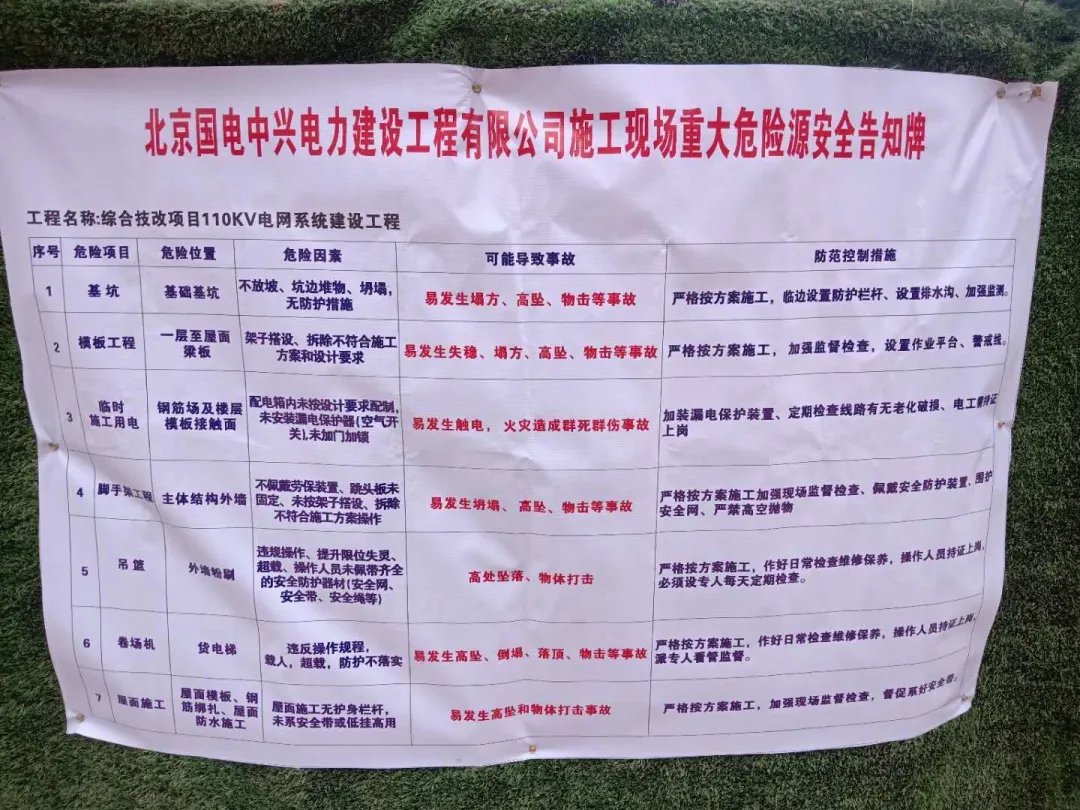 北京国电中兴电力建设工程有限公司施工现场重大危险源安全告知牌
工程名称:综合技改项目110KV电网系统建设工程
序号 危险项目 危险位置 危险因素 可能导致事故 防范控制措施
1 基坑 基础基坑 不放坡、坑边堆物、坍塌,
无防护措施 易发生塌方、高坠、物击等事故 严格按方案施工,临边设置防护栏杆、设置排水沟、加强监测。
2 模板工程 一层至屋面
梁板 架子搭设、拆除不符合施工
方案和设计要求 易发生失稳、塌方、高坠、物击等事故 严格按方案施工,加强监督检查,设置作业平台、警戒线。
3 临时
施工用电 钢筋场及楼层
模板接触面 配电箱内未按设计要求配制,
未安装漏电保护器(空气开
关),未加门加锁 易发生触电,火灾造成群死群伤事故 加装漏电保护装置、定期检查线路有无老化破损、电工持证
上岗
4 脚手架工程 主体结构外墙 不佩戴劳保装置、跳头板未
固定、未按架子搭设、拆除
不符合施工方案操作 易发生坍塌、高坠、物击等事故 严格按方案施工加强现场监督检查、佩戴安全防护装置、围护
安全网、严禁高空抛物
5 吊篮 外墙粉刷 违规操作、提升限位失灵、
超载、操作人员未佩带齐全
的安全防护器材(安全网、
安全带、安全绳等) 高处坠落、物体打击 严格按方案施工,作好日常检查维修保养,操作人员持证上岗,
必须设专人每天定期检查。
6 卷场机 货电梯 违反操作规程,
载人,超载,防护不落实 易发生高坠、倒塌、落顶、物击等事故 严格按方案施工,作好日常检查维修保养,操作人员持证上岗,
派专人看管监督。
7 屋面施工 屋面模板、钢
筋绑扎、屋面
防水施工 屋面施工无护身栏杆,
未系安全带或低挂高用 易发生高坠和物体打击事故 严格按方案施工,加强现场监督检查,督促系好安全带。